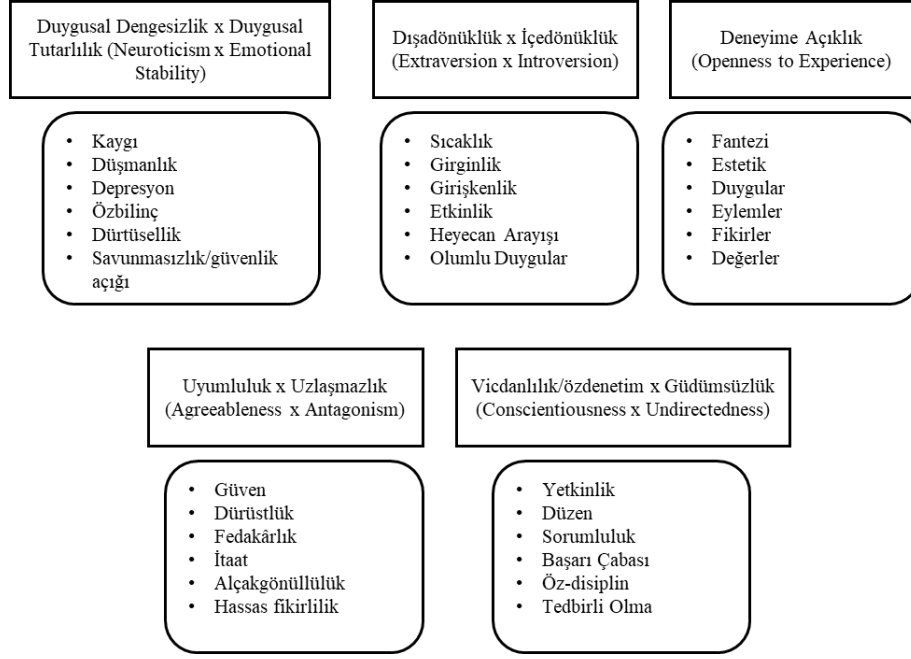 Duygusal Dengesizlik x Duygusal
Tutarlılık (Neuroticism x Emotional
Stability)
• Kaygı
• Düşmanlık
• Depresyon
• Özbilinç
• Dürtüsellik
• Savunmasızlık/güvenlik
açığı
Dışadönüklük x İçedönüklük
(Extraversion x Introversion)
• Sıcaklık
• Girginlik
• Girişkenlik
• Etkinlik
• Heyecan Arayışı
• Olumlu Duygular
Deneyime Açıklık
(Openness to Experience)
• Fantezi
• Estetik
• Duygular
• Eylemler
• Fikirler
• Değerler
Uyumluluk x Uzlaşmazlık
(Agreeableness x Antagonism)
• Güven
• Dürüstlük
• Fedakârlık
• İtaat
• Alçakgönüllülük
• Hassas fikirlilik
Vicdanlılık/özdenetim x Güdümsüzlük
(Conscientiousness x Undirectedness)
• Yetkinlik
• Düzen
• Sorumluluk
• Başarı Çabası
• Öz-disiplin
• Tedbirli Olma